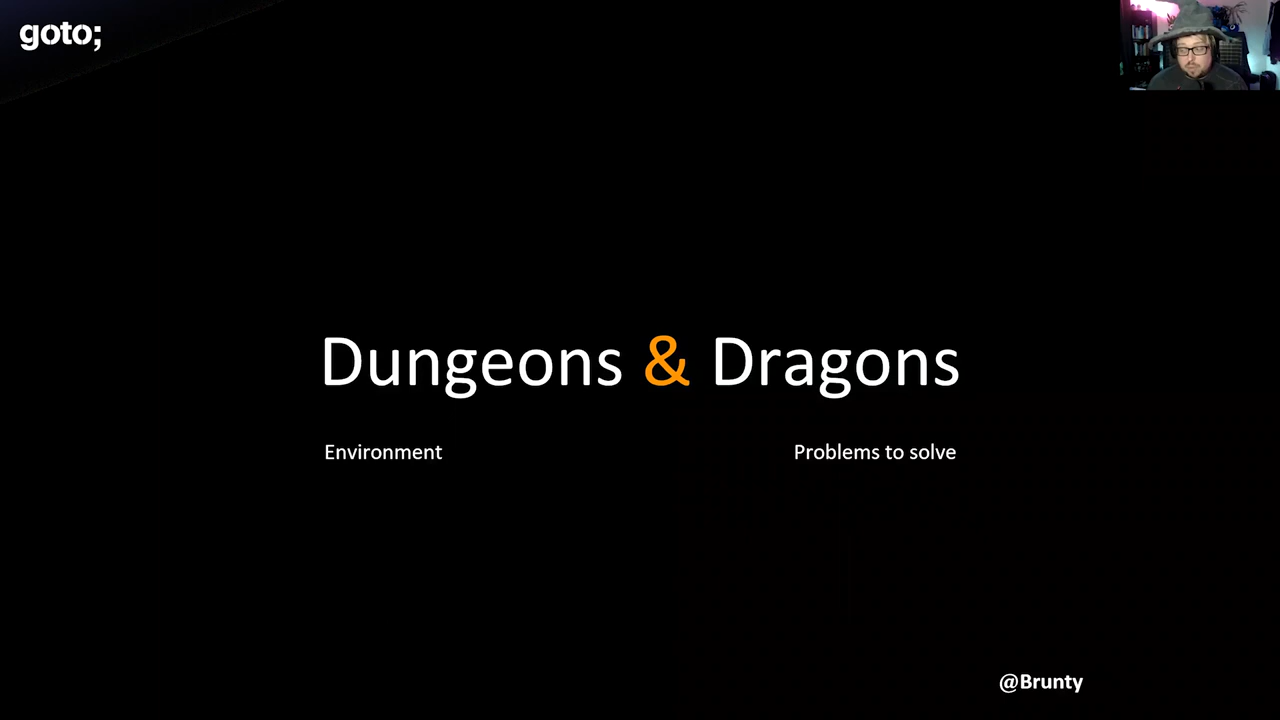 goto;
Dungeons & Dragons
Environment
Problems to solve
@Brunty